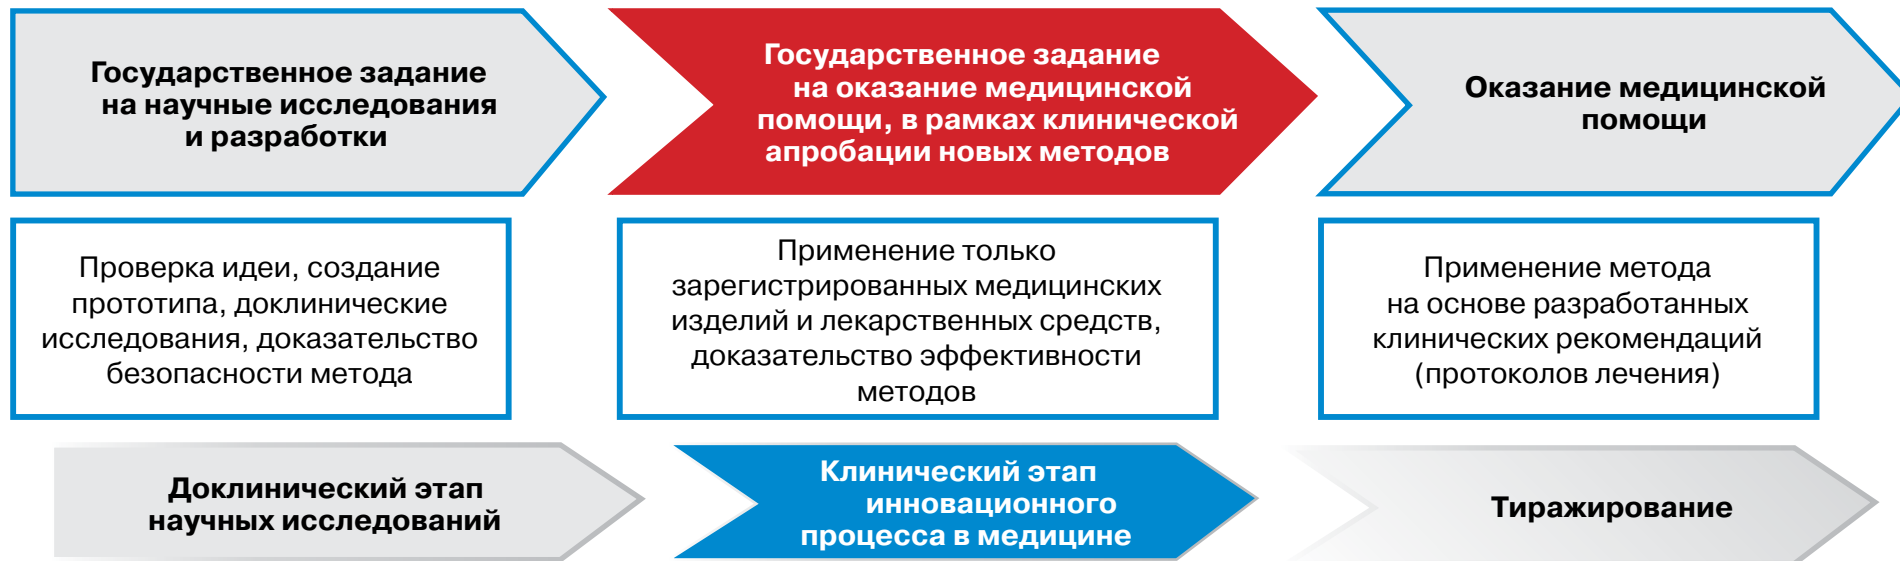 Государственное задание
на научные исследования
и разработки
Государственное задание
на оказание медицинской
помощи, в рамках клинической
апробации новых методов
Оказание медицинской
помощи
Проверка идеи, создание
прототипа, доклинические
исследования, доказательство
безопасности метода
Применение только
зарегистрированных медицинских
изделий и лекарственных средств,
доказательство эффективности
методов
Применение метода
на основе разработанных
клинических рекомендаций
(протоколов лечения)
Доклинический этап
научных исследований
Клинический этап
инновационного
процесса в медицине
Тиражирование